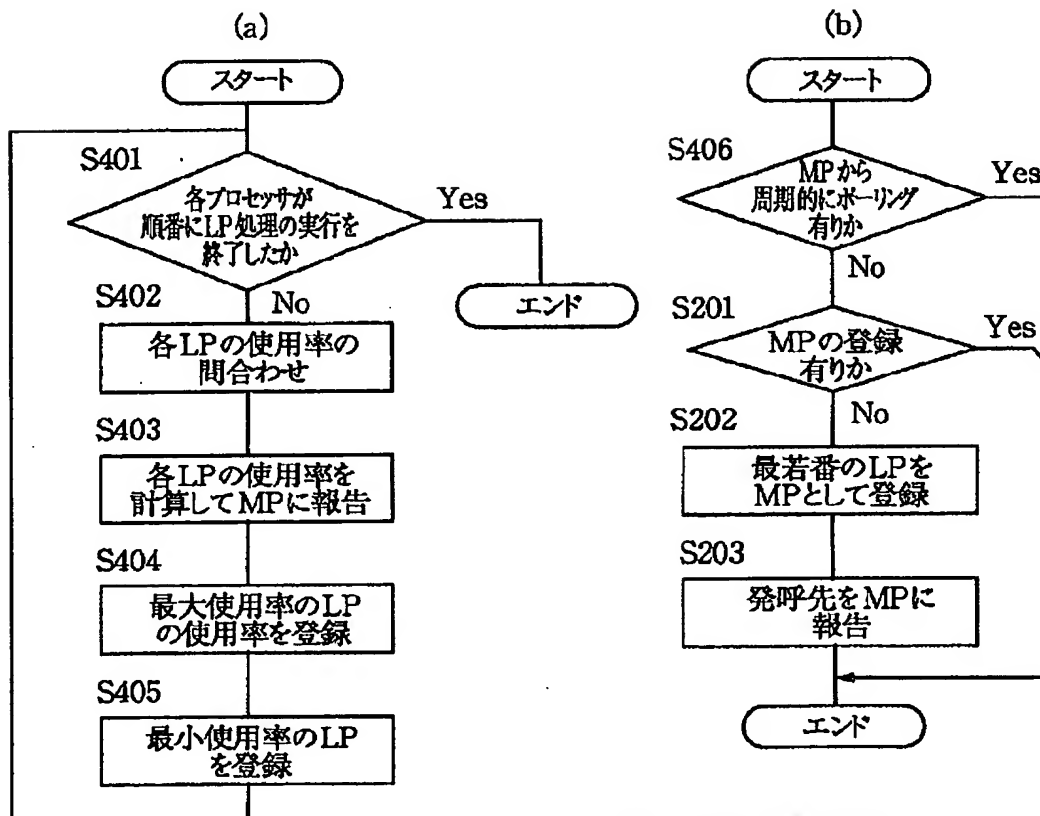 (a)
スタート
S401
各プロセッサが
順番にLP処理の実行を
終了したか
Yes
エンド
No
S402
各LPの使用率の
問合わせ
S403
各LPの使用率を
計算してMPに報告
S404
最大使用率のLP
の使用率を登録
S405
最小使用率のLP
を登録
(b)
スタート
S406
MPから
周期的にポーリング
有りか
Yes
No
S201
MPの登録
有りか
Yes
No
S202
最若番のLPを
MPとして登録
S203
発呼先をMPに
報告
エンド